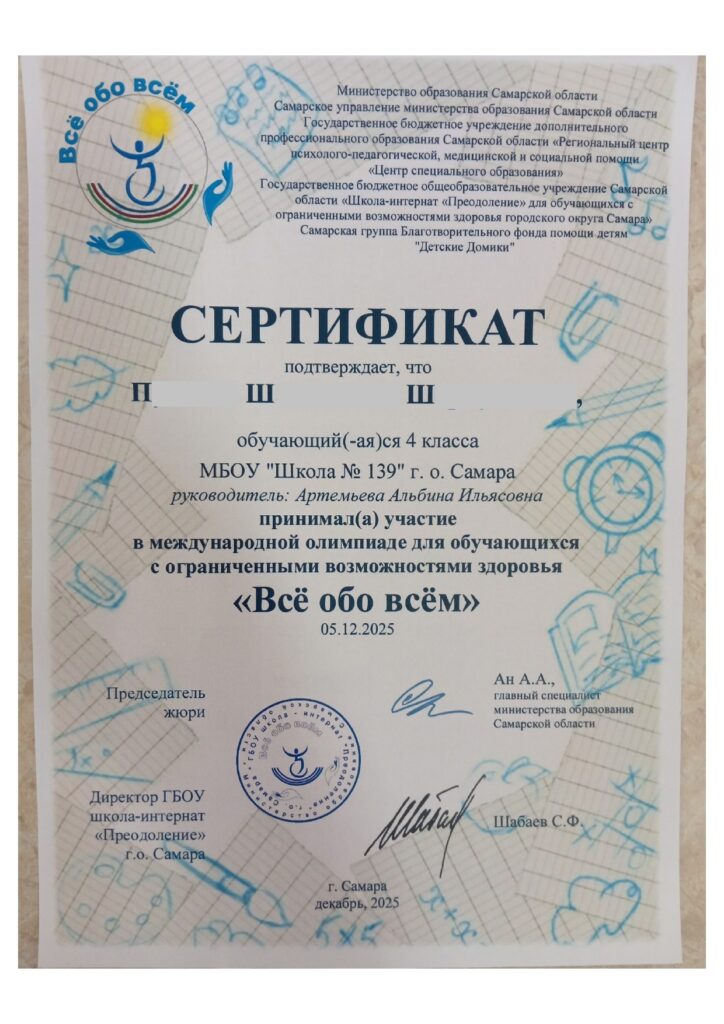 Всё обо всём
Министерство образования Самарской области
Самарское управление министерства образования Самарской области
Государственное бюджетное учреждение дополнительного
профессионального образования Самарской области «Региональный центр
психолого-педагогической, медицинской и социальной помощи
«Центр специального образования»
Государственное бюджетное общеобразовательное учреждение Самарской
области «Школа-интернат «Преодоление» для обучающихся с
ограниченными возможностями здоровья городского округа Самара»
Самарская группа Благотворительного фонда помощи детям
"Детские Домики"
СЕРТИФИКАТ
подтверждает, что
П Ш Ш ,
обучающий(-ая)ся 4 класса
МБОУ "Школа № 139" г. о. Самара
руководитель: Артемьева Альбина Ильясовна
принимал(а) участие
в международной олимпиаде для обучающихся
с ограниченными возможностями здоровья
«Всё обо всём»
05.12.2025
Председатель
жюри
Ан А.А.,
главный специалист
министерства образования
Самарской области
Всё обо всём
Директор ГБОУ
школа-интернат
«Преодоление»
г.о. Самара
Шабаев С.Ф.
г. Самара
декабрь, 2025